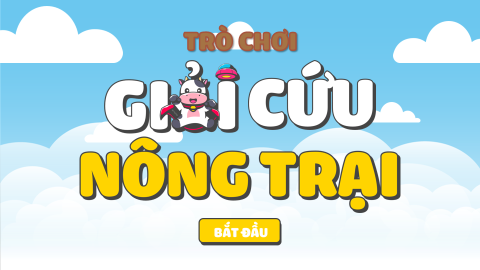 TRÒ CHƠI
GIẢI CỨU
NÔNG TRẠI
BẮT ĐẦU